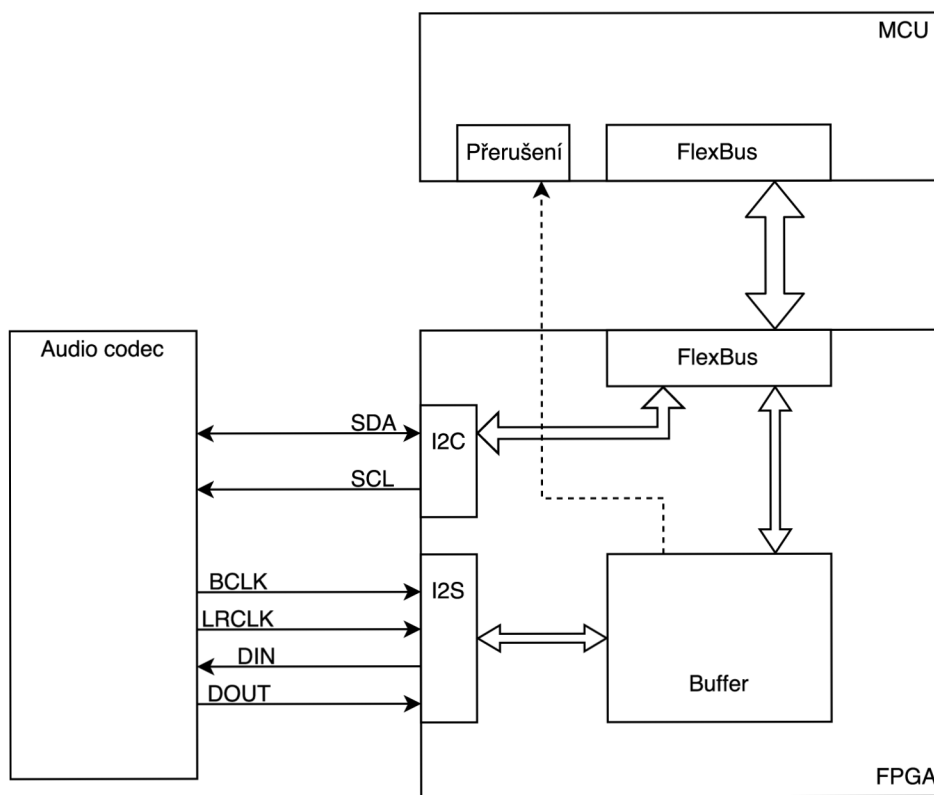 MCU
Přerušení
FlexBus
Audio codec
FlexBus
SDA
I2C
SCL
BCLK
I2S
LRCLK
DIN
DOUT
Buffer
FPGA